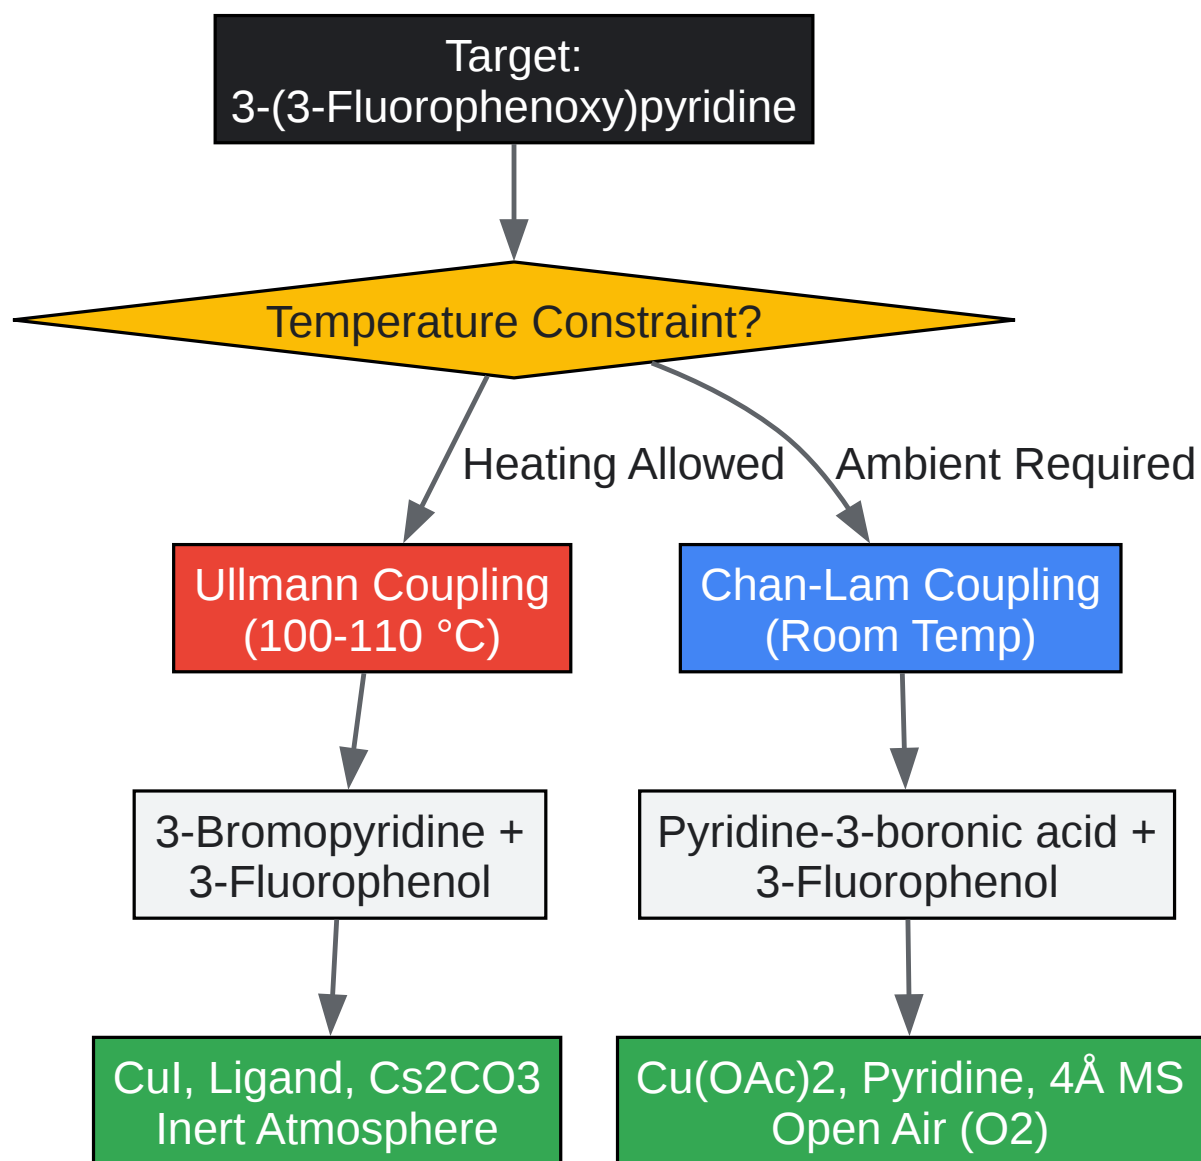 Target:
3-(3-Fluorophenoxy)pyridine
Temperature Constraint?
Heating Allowed
Ambient Required
Ullmann Coupling
(100-110 °C)
Chan-Lam Coupling
(Room Temp)
3-Bromopyridine +
3-Fluorophenol
Pyridine-3-boronic acid +
3-Fluorophenol
CuI, Ligand, Cs2CO3
Inert Atmosphere
Cu(OAc)2, Pyridine, 4Å MS
Open Air (O2)